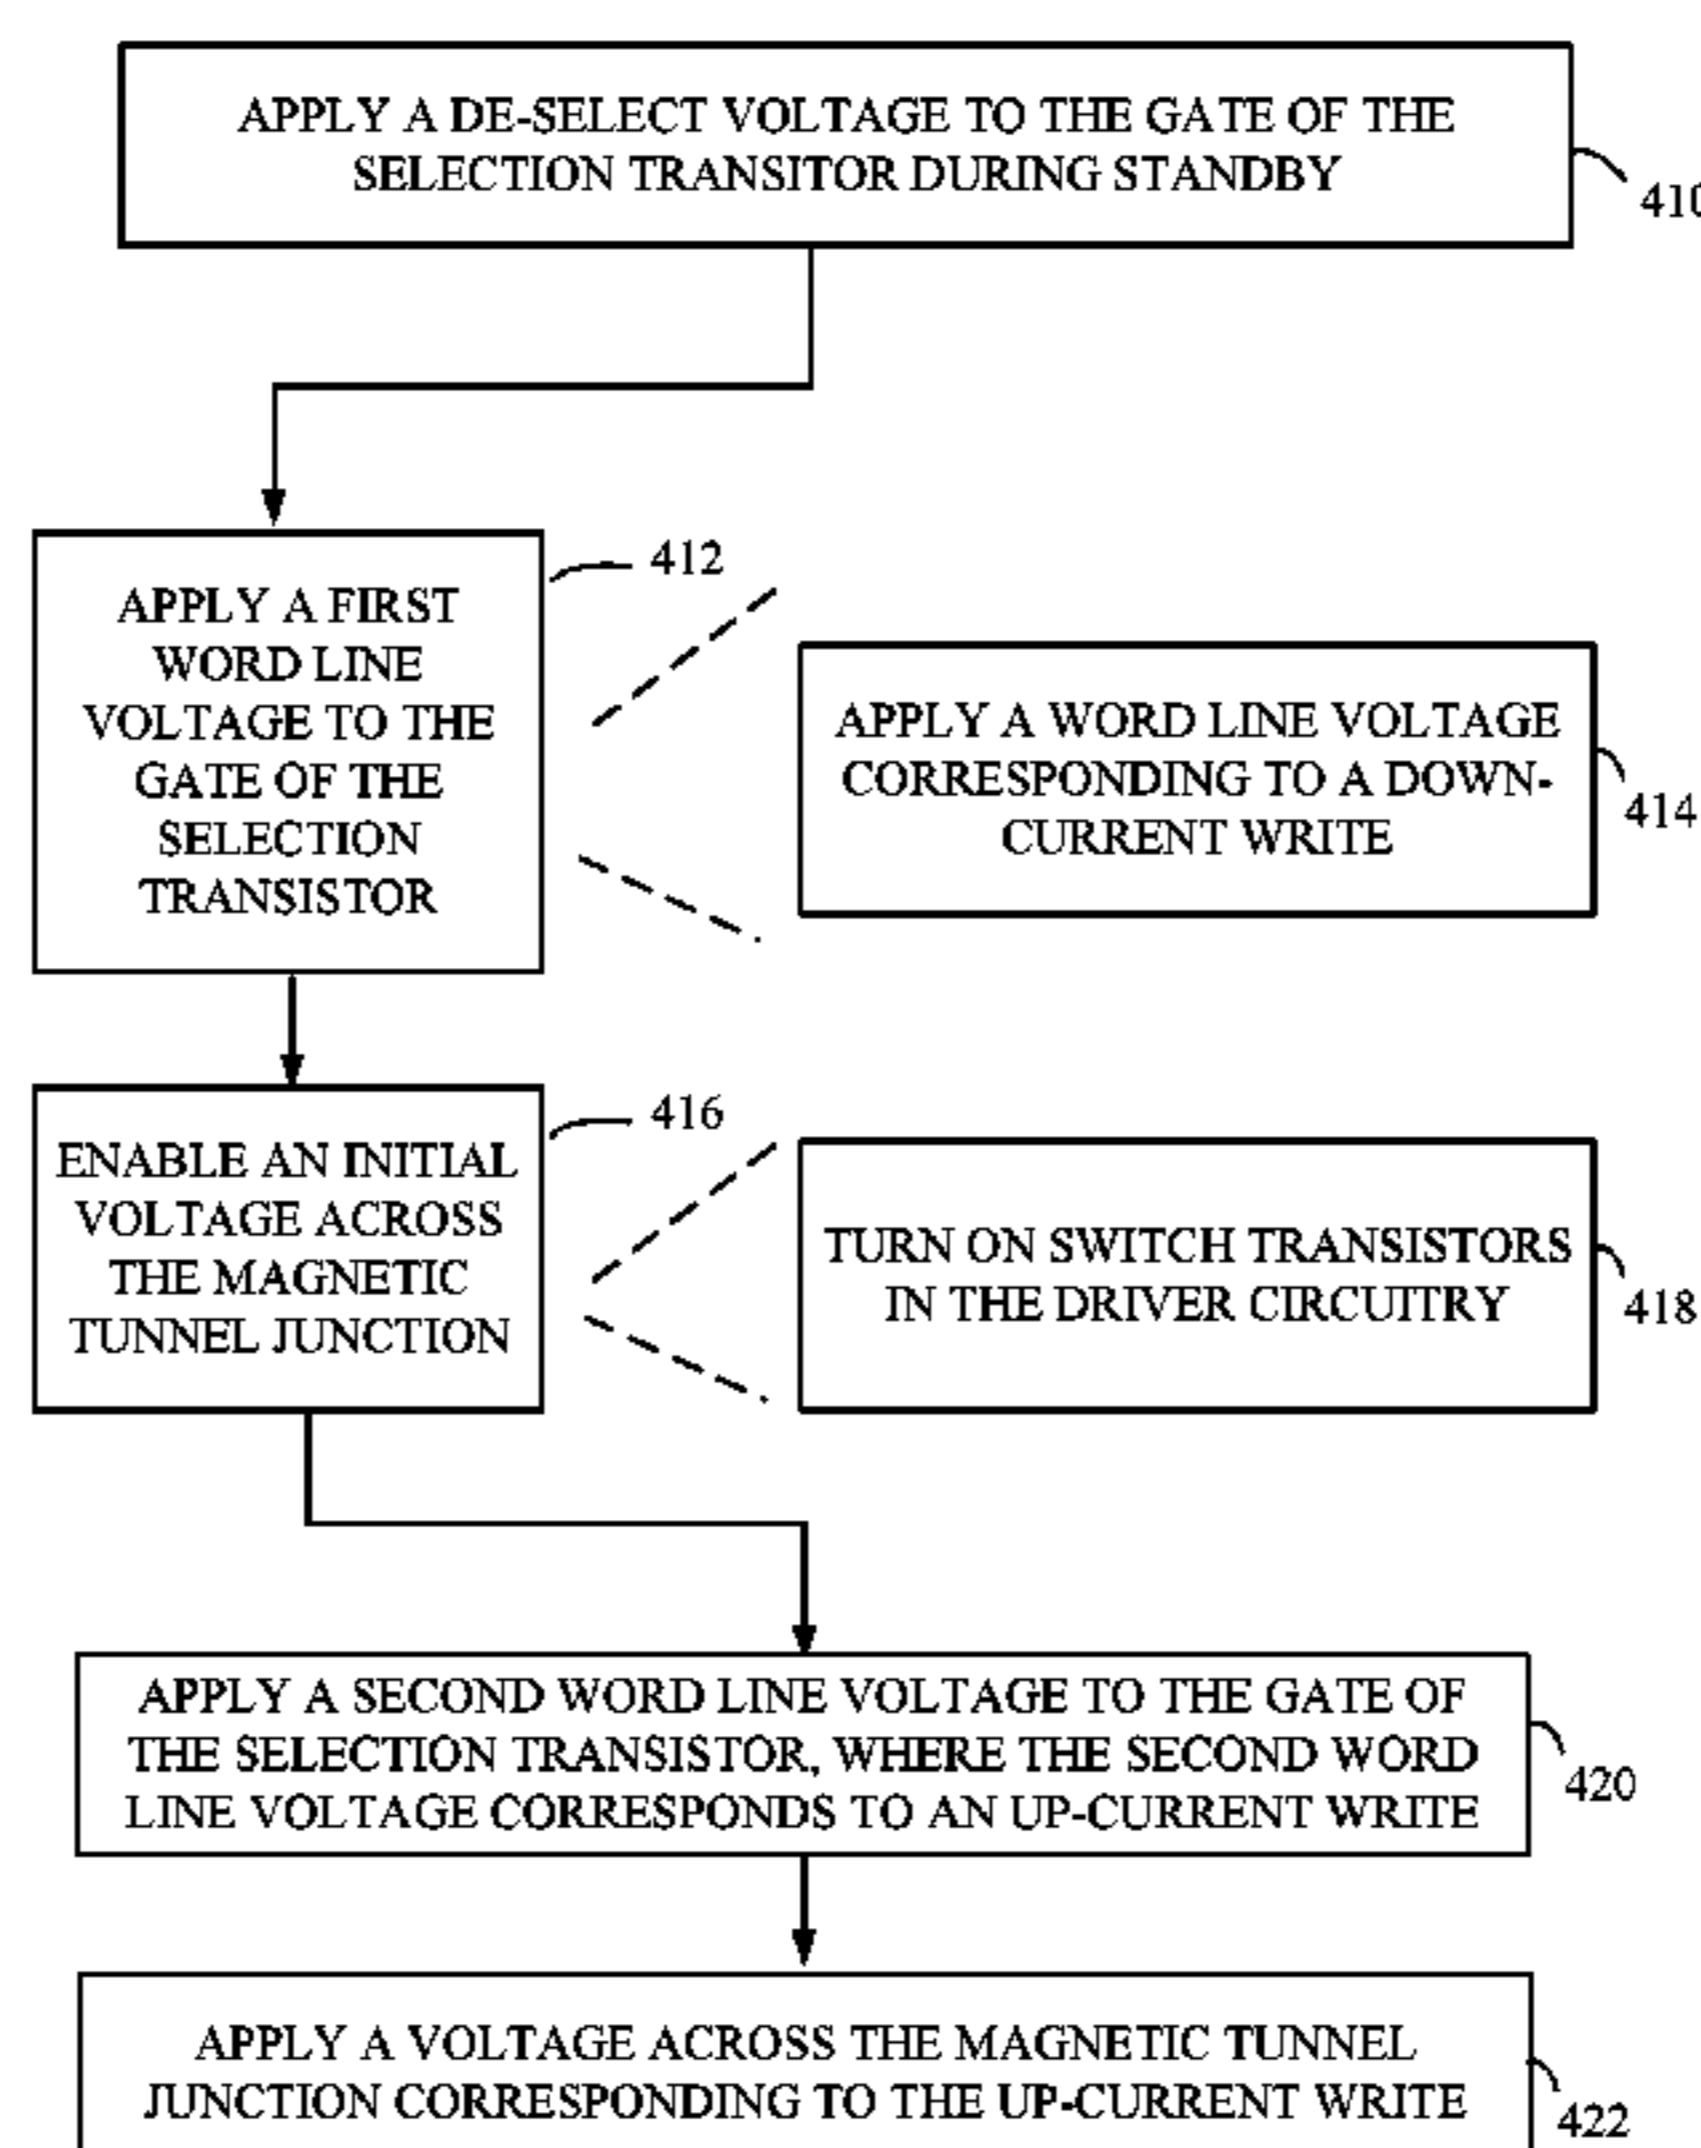 APPLY A DE-SELECT VOLTAGE TO THE GATE OF THE
SELECTION TRANSITOR DURING STANDBY
410
412
APPLY A FIRST
WORD LINE
VOLTAGE TO THE
GATE OF THE
SELECTION
TRANSISTOR
APPLY A WORD LINE VOLTAGE
CORRESPONDING TO A DOWN-
CURRENT WRITE
414
416
ENABLE AN INITIAL
VOLTAGE ACROSS
THE MAGNETIC
TUNNEL JUNCTION
TURN ON SWITCH TRANSISTORS
IN THE DRIVER CIRCUITRY
418
APPLY A SECOND WORD LINE VOLTAGE TO THE GATE OF
THE SELECTION TRANSISTOR, WHERE THE SECOND WORD
LINE VOLTAGE CORRESPONDS TO AN UP-CURRENT WRITE
420
APPLY A VOLTAGE ACROSS THE MAGNETIC TUNNEL
JUNCTION CORRESPONDING TO THE UP-CURRENT WRITE
422